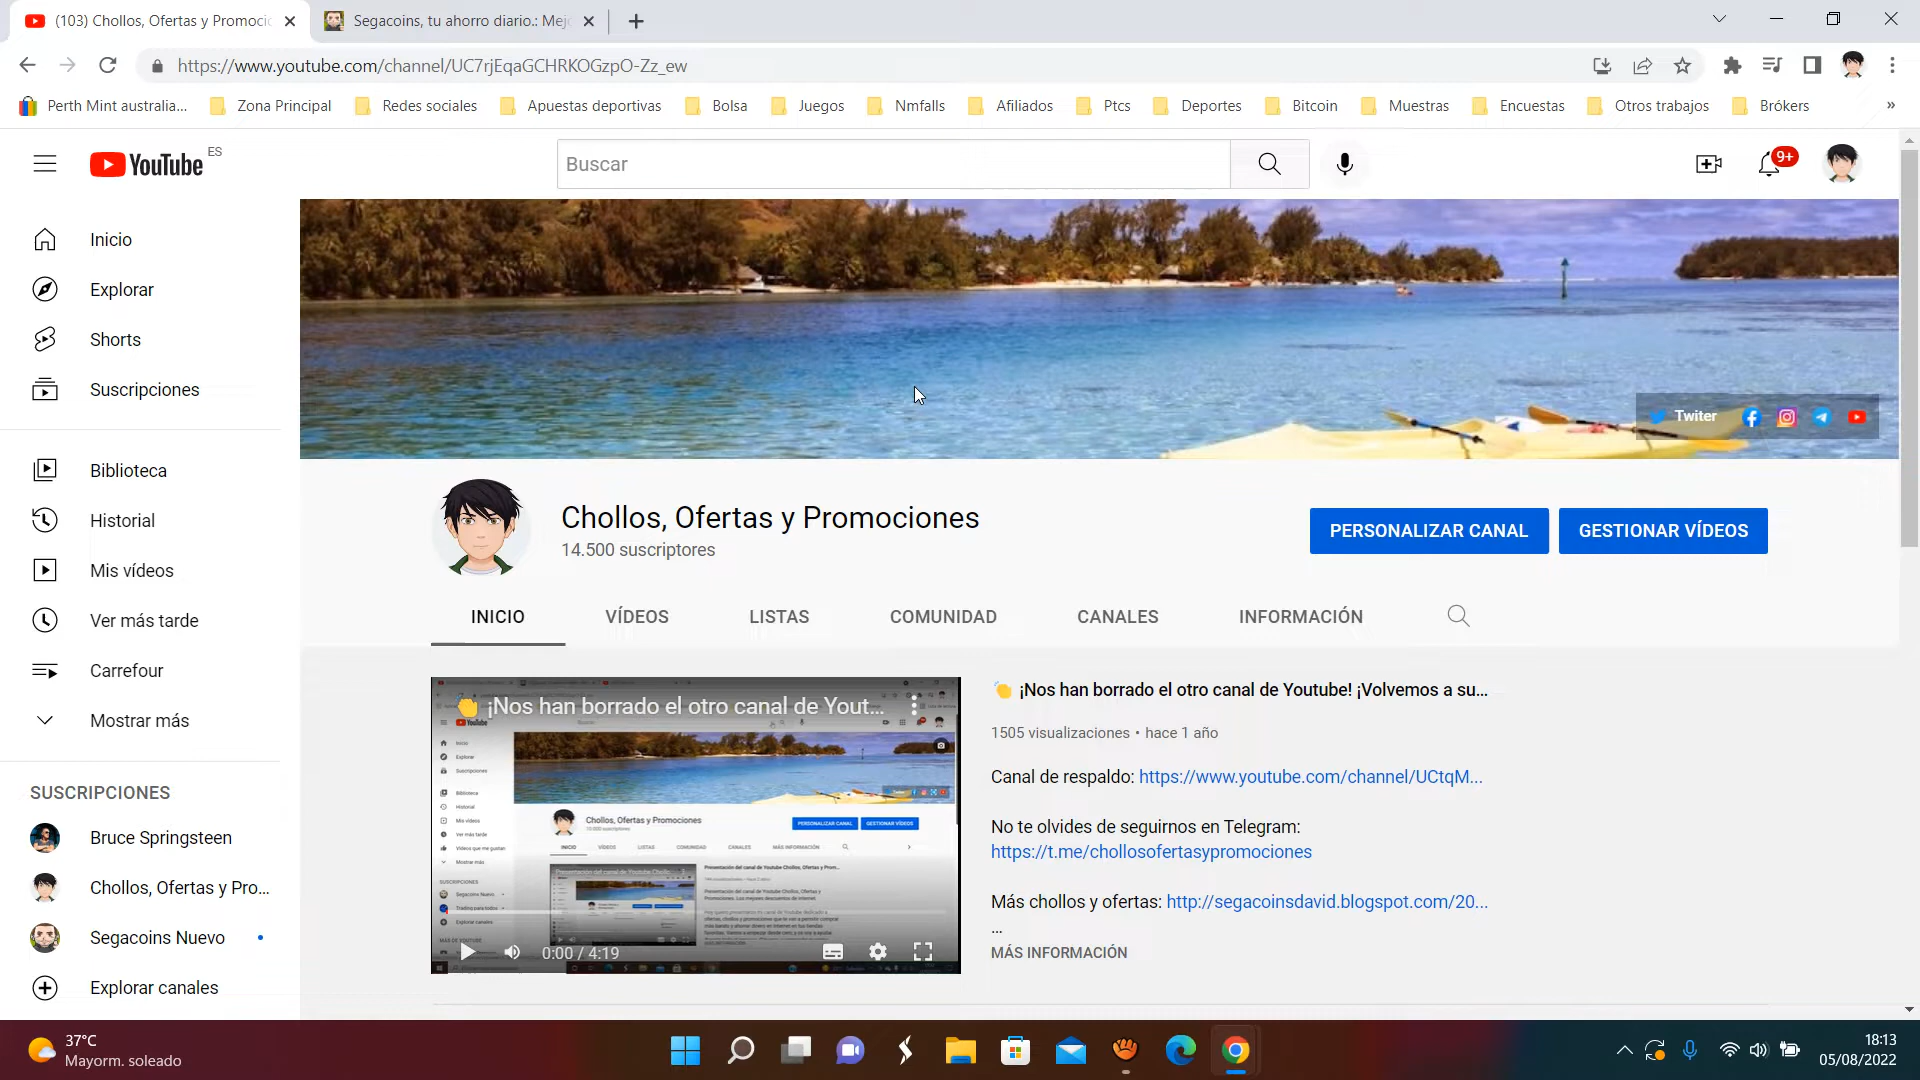 (103) Chollos, Ofertas y Promoci
Segacoins, tu ahorro diario.: Mej
https://www.youtube.com/channel/UC7rjEqaGCHRKOGzpO-Zz_ew
Perth Mint australia...
Zona Principal
Redes sociales
Apuestas deportivas
Bolsa
Juegos
Nmfalls
Afiliados
Ptcs
Deportes
Bitcoin
Muestras
Encuestas
Otros trabajos
Brókers
»
YouTube ES
Buscar
9+
Inicio
Explorar
Shorts
Suscripciones
Biblioteca
Historial
Mis vídeos
Ver más tarde
Carrefour
Mostrar más
SUSCRIPCIONES
Bruce Springsteen
Chollos, Ofertas y Pro...
Segacoins Nuevo
Explorar canales
Twiter
Chollos, Ofertas y Promociones
14.500 suscriptores
PERSONALIZAR CANAL
GESTIONAR VÍDEOS
INICIO
VÍDEOS
LISTAS
COMUNIDAD
CANALES
INFORMACIÓN
¡Nos han borrado el otro canal de Yout...
Chollos, Ofertas y Promociones
PERSONALIZAR CANAL
GESTIONAR VÍDEOS
0:00 / 4:19
¡Nos han borrado el otro canal de Youtube! ¡Volvemos a su...
1505 visualizaciones • hace 1 año
Canal de respaldo: https://www.youtube.com/channel/UCtqM...
No te olvides de seguirnos en Telegram:
https://t.me/chollosofertasypromociones
Más chollos y ofertas: http://segacoinsdavid.blogspot.com/20...
...
MÁS INFORMACIÓN
37°C
Mayorm. soleado
18:13
05/08/2022